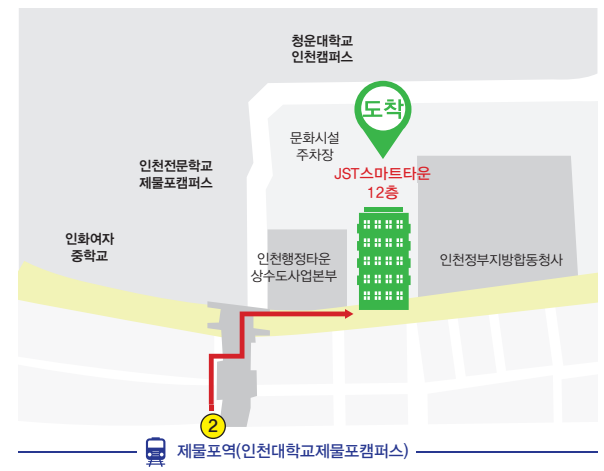 청운대학교
인천캠퍼스
도착
문화시설
주차장
JST스마트타운
12층
인천전문학교
제물포캠퍼스
인화여자
중학교
인천행정타운
상수도사업본부
인천정부지방합동청사
2
제물포역(인천대학교제물포캠퍼스)